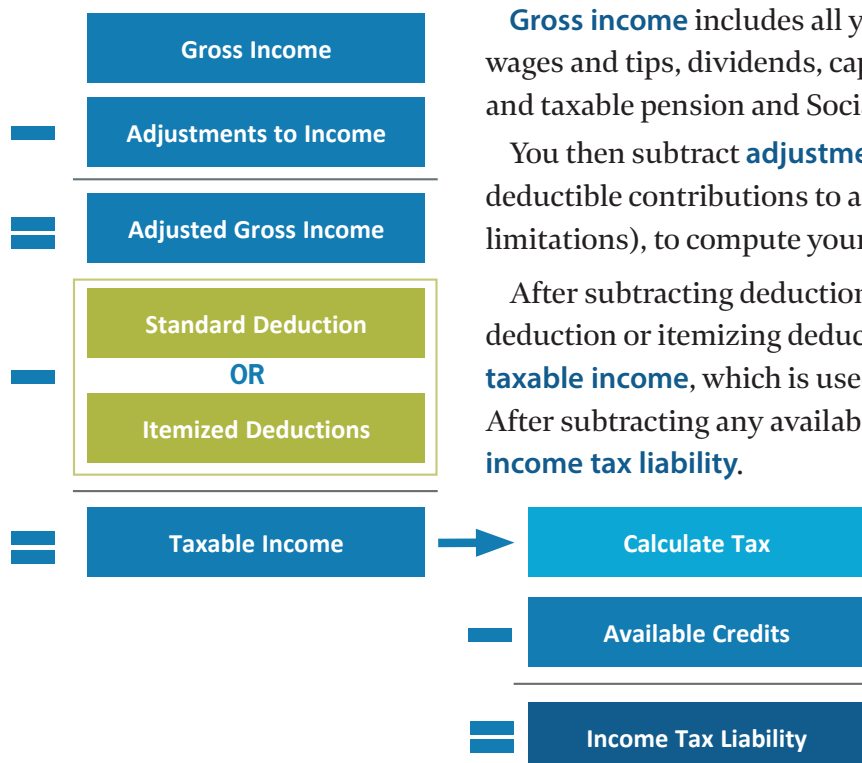 Gross Income
Adjustments to Income
Adjusted Gross Income
Standard Deduction
OR
Itemized Deductions
Taxable Income
Gross income includes all
wages and tips, dividends,
and taxable pension and
You then subtract
deductible contributions to
limitations), to compute your
After subtracting
deduction or itemizing
taxable income, which is
After subtracting any
income tax liability.
Calculate Tax
Available Credits
Income Tax Liability